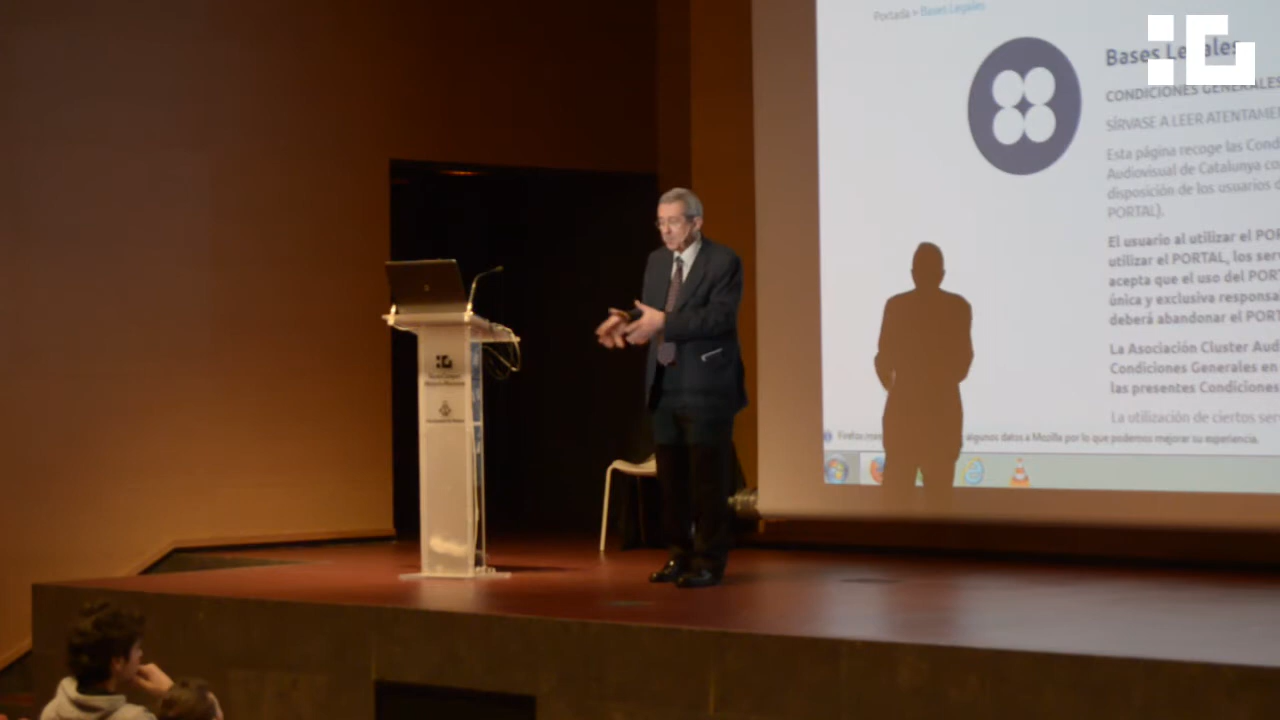 Portada » Bases Legales
Bases Legales
CONDICIONES GENERALES
SÍRVASE A LEER ATENTAMEN
Esta página recoge las Cond
Audiovisual de Catalunya co
disposición de los usuarios d
PORTAL).
El usuario al utilizar el POR
utilizar el PORTAL, los serv
acepta que el uso del PORT
única y exclusiva responsa
deberá abandonar el PORT
La Asociación Cluster Aud
Condiciones Generales en
las presentes Condiciones
La utilización de ciertos serv
Firefox algunos datos a Mozilla por lo que podemos mejorar su experiencia.